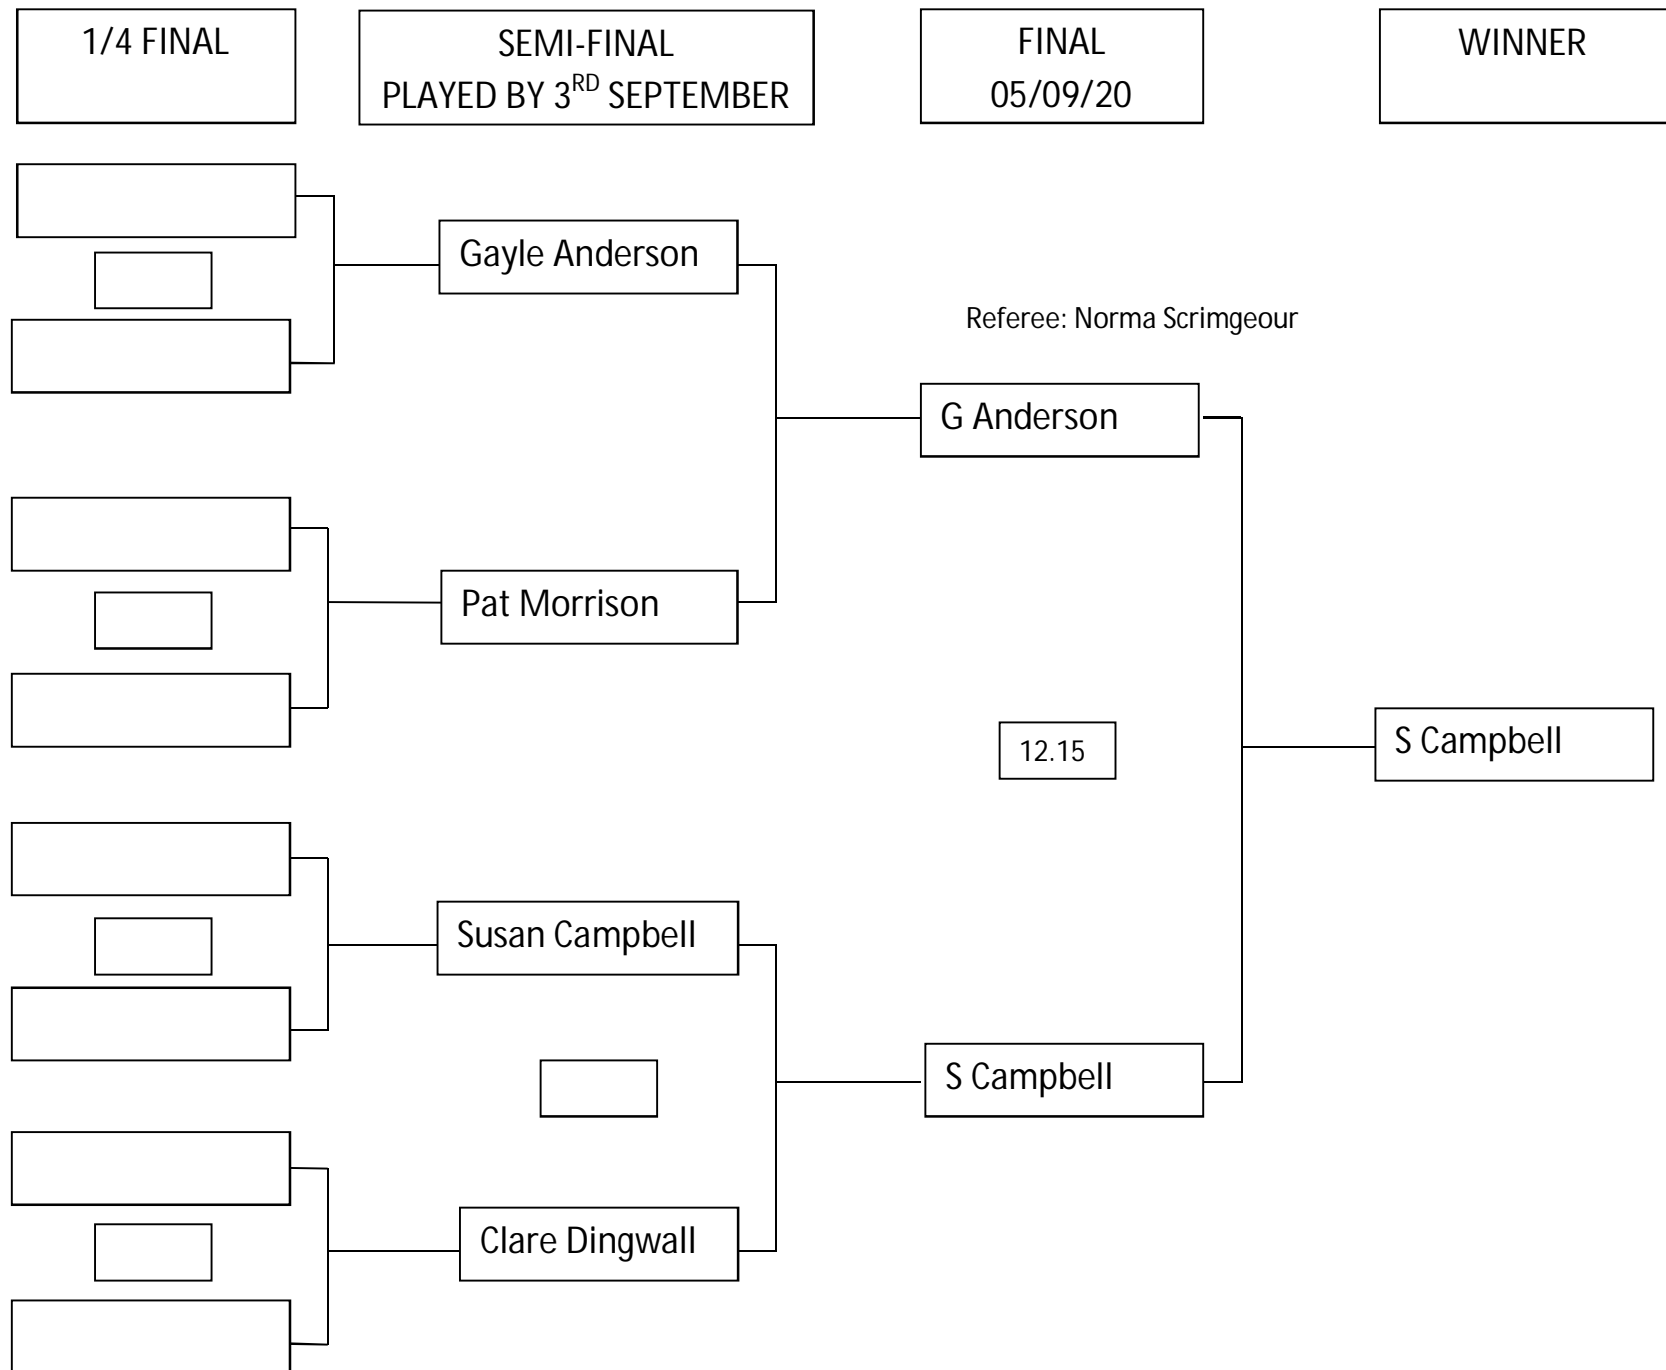 1/4 FINAL
SEMI-FINAL
PLAYED BY 3RD SEPTEMBER
FINAL
05/09/20
WINNER
Gayle Anderson
Referee: Norma Scrimgeour
G Anderson
Pat Morrison
12.15
S Campbell
Susan Campbell
S Campbell
Clare Dingwall